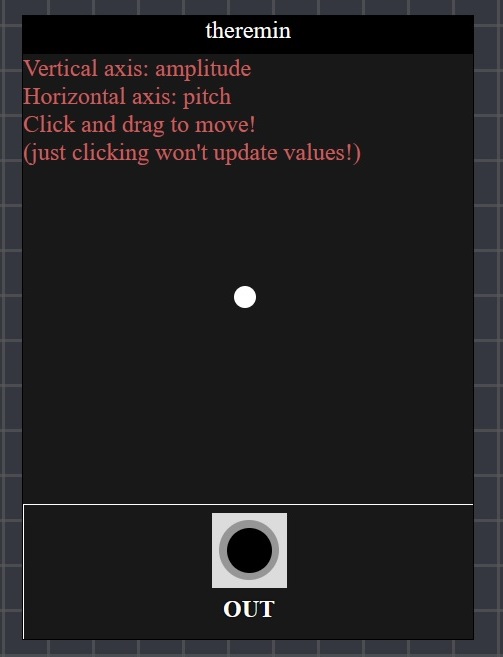 theremin
Vertical axis: amplitude
Horizontal axis: pitch
Click and drag to move!
(just clicking won't update values!)
OUT